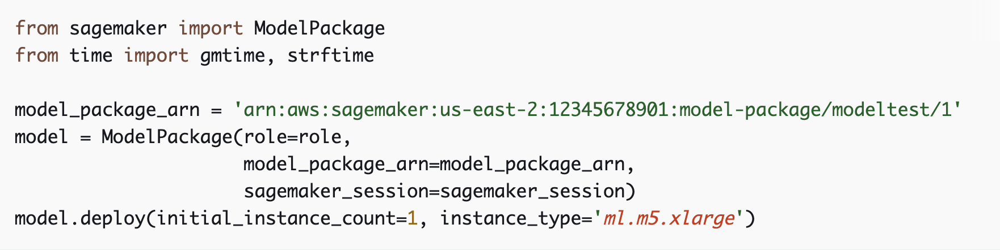 from sagemaker import ModelPackage
from time import gmtime, strftime

model_package_arn = 'arn:aws:sagemaker:us-east-2:12345678901:model-package/modeltest/1'
model = ModelPackage(role=role,
                     model_package_arn=model_package_arn,
                     sagemaker_session=sagemaker_session)
model.deploy(initial_instance_count=1, instance_type='ml.m5.xlarge')